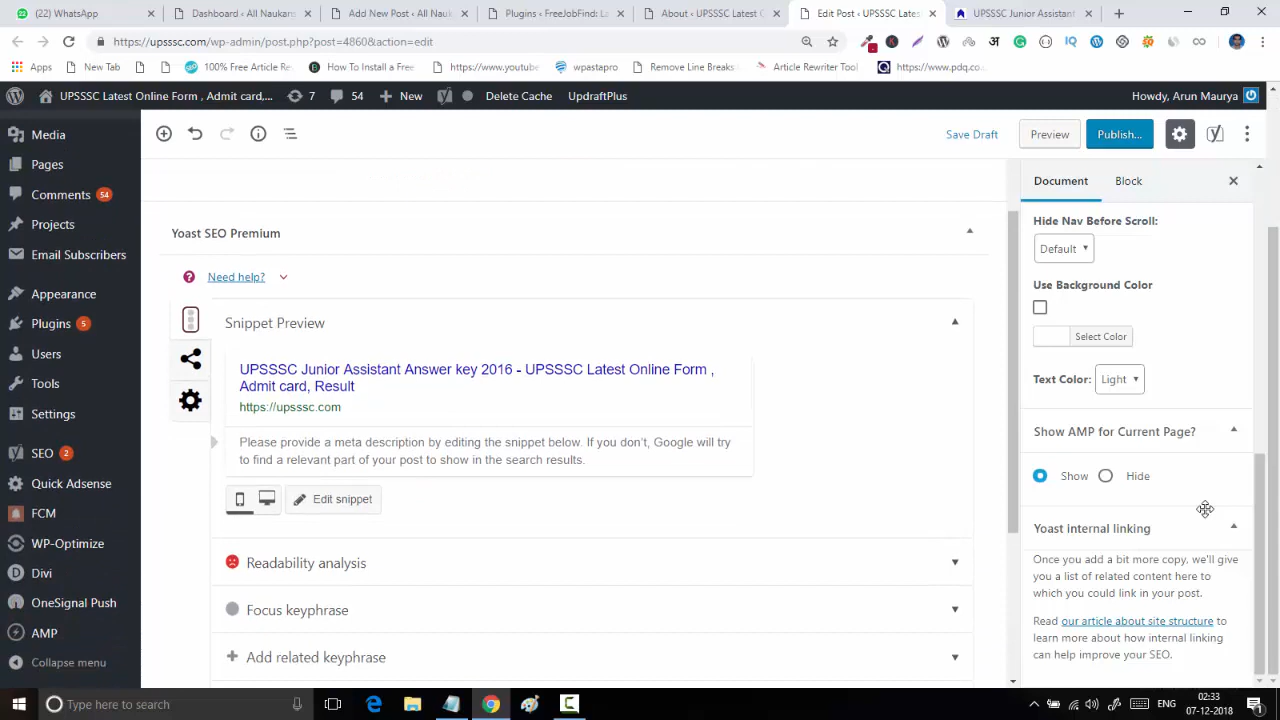 (22) WhatsApp
Dashboard ‹ All Naukar
Add New Post ‹ All Nauk
Plugins ‹ FreeJobFind: La
About ‹ UPSSSC Latest O
Edit Post ‹ UPSSSC Lates
UPSSSC Junior Assistant
https://upsssc.com/wp-admin/post.php?post=4860&action=edit
Apps
New Tab
100% Free Article Re
How To Install a Free
https://www.youtube
wpastapro
Remove Line Breaks
Article Rewriter Tool
https://www.pdq.co...
UPSSSC Latest Online Form , Admit card,...
7
54
New
Delete Cache
UpdraftPlus
Howdy, Arun Maurya
Media
Pages
Comments 54
Projects
Email Subscribers
Appearance
Plugins 5
Users
Tools
Settings
SEO 2
Quick Adsense
FCM
WP-Optimize
Divi
OneSignal Push
AMP
Collapse menu
Save Draft
Preview
Publish...
Yoast SEO Premium
Need help?
Snippet Preview
UPSSSC Junior Assistant Answer key 2016 - UPSSSC Latest Online Form ,
Admit card, Result
https://upsssc.com
Please provide a meta description by editing the snippet below. If you don't, Google will try
to find a relevant part of your post to show in the search results.
Edit snippet
Readability analysis
Focus keyphrase
Add related keyphrase
Document
Block
Hide Nav Before Scroll:
Default
Use Background Color
Select Color
Text Color: Light
Show AMP for Current Page?
Show
Hide
Yoast internal linking
Once you add a bit more copy, we'll give
you a list of related content here to
which you could link in your post.
Read our article about site structure to
learn more about how internal linking
can help improve your SEO.
Type here to search
ENG
02:33
07-12-2018